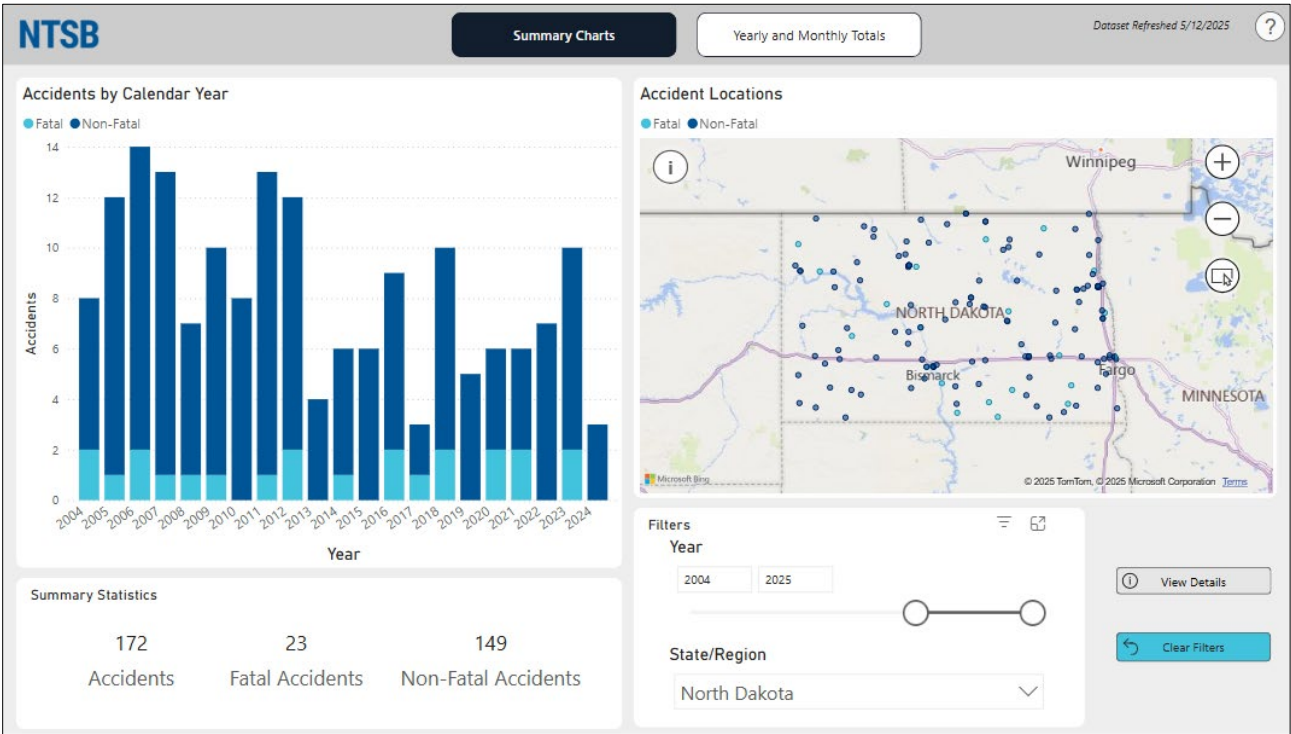 NTSB
Summary Charts
Yearly and Monthly Totals
Dataset Refreshed 5/12/2025
?
Accidents by Calendar Year
Fatal Non-Fatal
14
12
10
8
6
4
2
0
Accidents
2004 2005 2006 2007 2008 2009 2010 2011 2012 2013 2014 2015 2016 2017 2018 2019 2020 2021 2022 2023 2024
Year
Accident Locations
Fatal Non-Fatal
i
Winnipeg
+
−
NORTH DAKOTA
Bismarck
Fargo
MINNESOTA
Microsoft Bing
© 2025 TomTom, © 2025 Microsoft Corporation Terms
Summary Statistics
172
Accidents
23
Fatal Accidents
149
Non-Fatal Accidents
Filters
Year
2004 2025
State/Region
North Dakota
View Details
Clear Filters